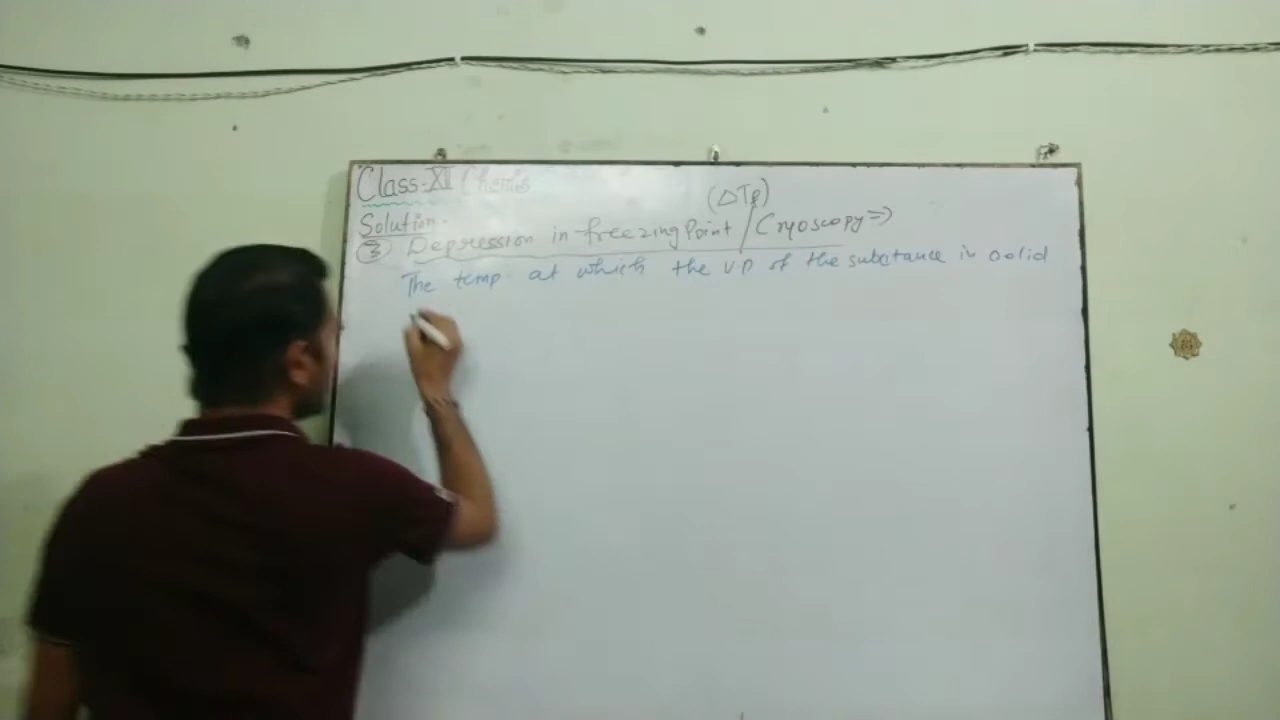 Class-XII Chemis
Solution.
(ΔTf)
③ Depression in freezing Point / Cryoscopy ⇒
The temp. at which the V.P of the substance in solid